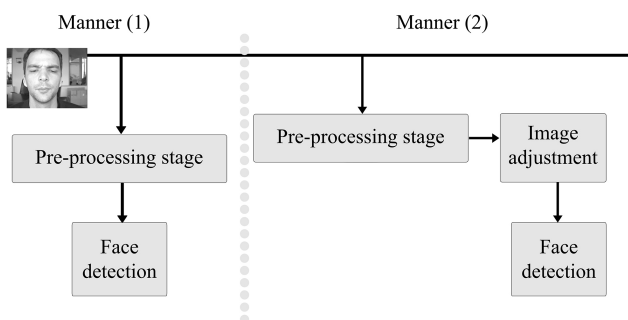 Manner (1)
Manner (2)
Pre-processing stage
Face
detection
Pre-processing stage
Image
adjustment
Face
detection